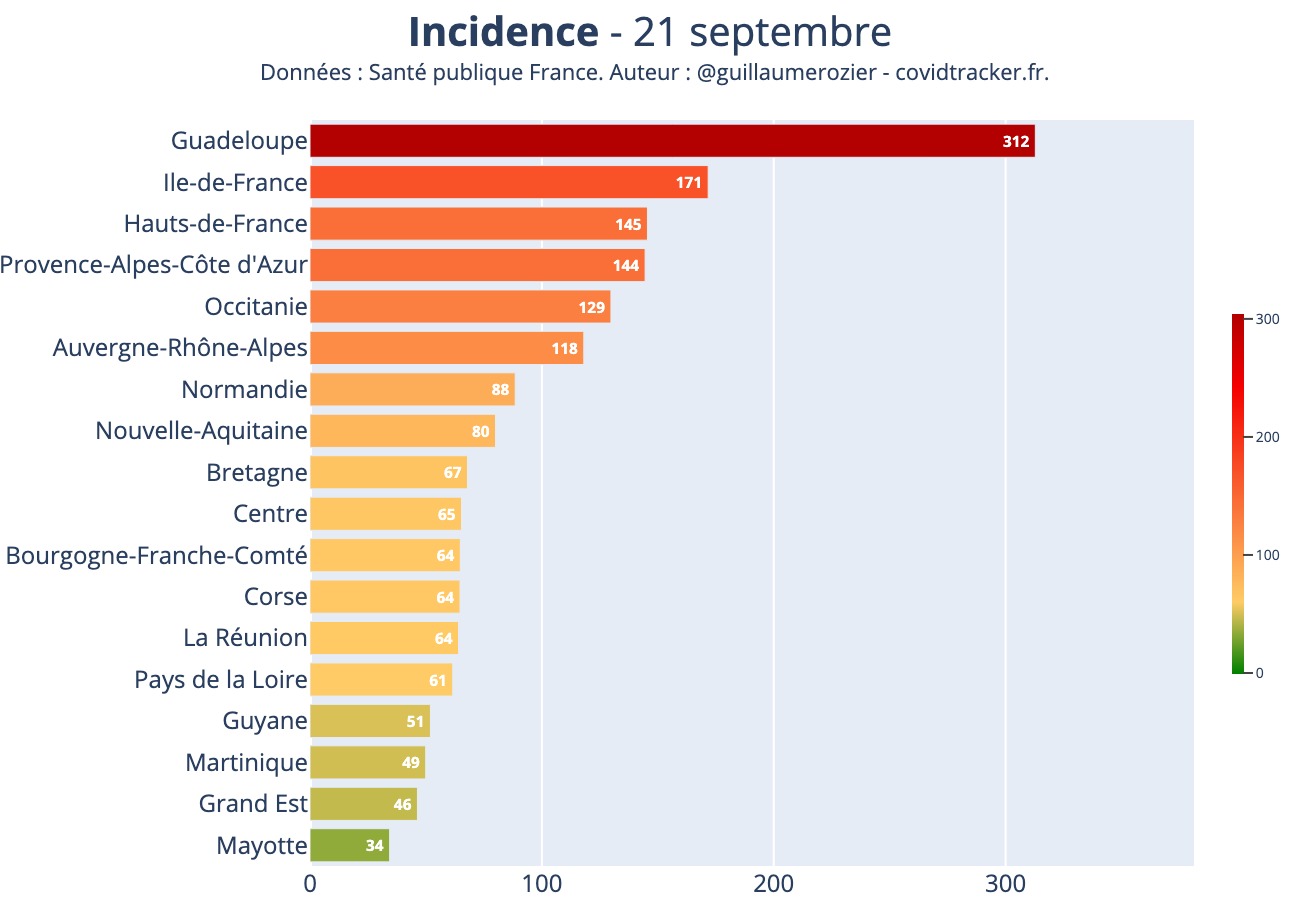 Incidence - 21 septembre
Données : Santé publique France. Auteur : @guillaumerozier - covidtracker.fr.
Guadeloupe 312
Ile-de-France 171
Hauts-de-France 145
Provence-Alpes-Côte d'Azur 144
Occitanie 129
Auvergne-Rhône-Alpes 118
Normandie 88
Nouvelle-Aquitaine 80
Bretagne 67
Centre 65
Bourgogne-Franche-Comté 64
Corse 64
La Réunion 64
Pays de la Loire 61
Guyane 51
Martinique 49
Grand Est 46
Mayotte 34
0 100 200 300
300
200
100
0